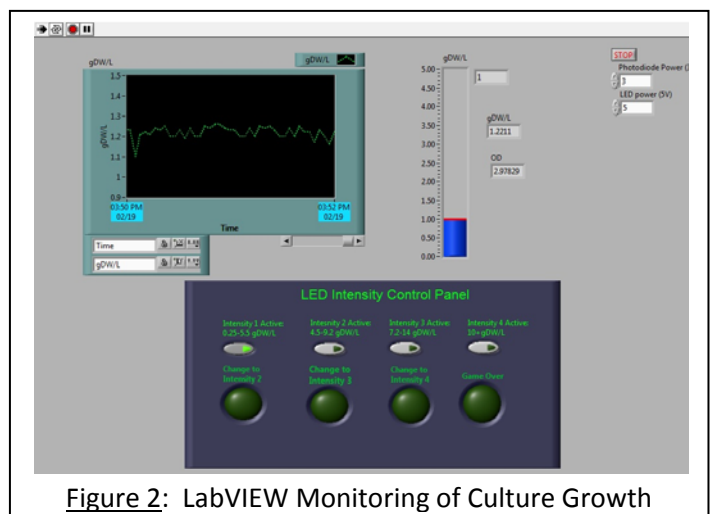 gDW/L
gDW/L
1.5-
1.4-
1.3-
1.2-
1.1-
1-
0.9-
gDW/L
03:50 PM
02/19
03:52 PM
02/19
Time
Time
gDW/L
gDW/L
5.00-
4.50-
4.00-
3.50-
3.00-
2.50-
2.00-
1.50-
1.00-
0.50-
0.00-
1
gDW/L
1.2211
OD
2.97829
STOP!
Photodiode Power (
3
LED power (5V)
5
LED Intensity Control Panel
Intensity 1 Active:
0.25-5.5 gDW/L
Intensity 2 Active:
4.5-9.2 gDW/L
Intensity 3 Active:
7.2-14 gDW/L
Intensity 4 Active:
10+gDW/L
Change to
Intensity 2
Change to
Intensity 3
Change to
Intensity 4
Game Over
Figure 2: LabVIEW Monitoring of Culture Growth